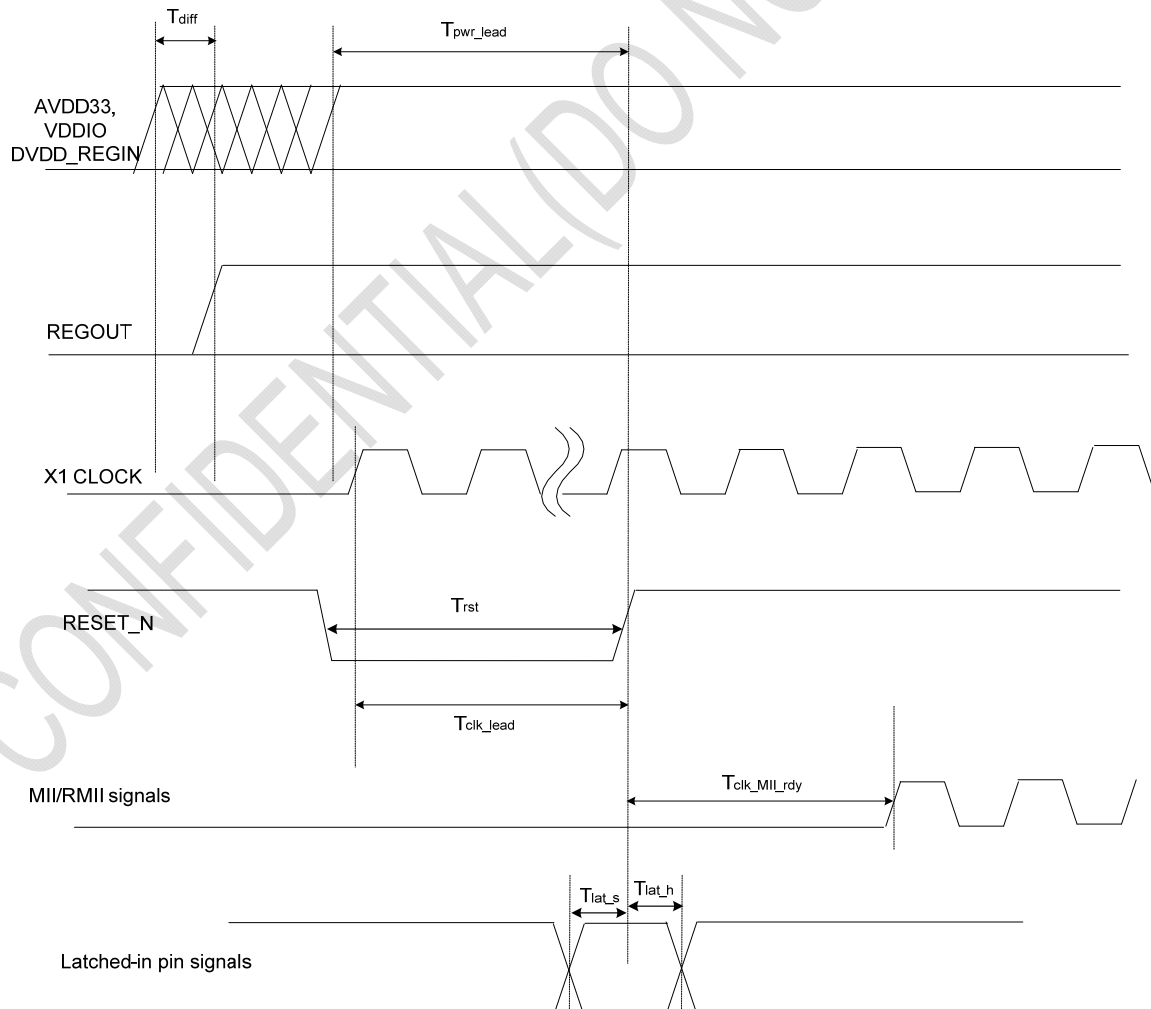 Tdiff
Tpwr_lead
AVDD33,
VDDIO
DVDD_REGIN
REGOUT
X1 CLOCK
RESET_N
Trst
Tclk_lead
MII/RMII signals
Tclk_MII_rdy
Tlat_s
Tlat_h
Latched-in pin signals
CONFIDENTIAL(DO